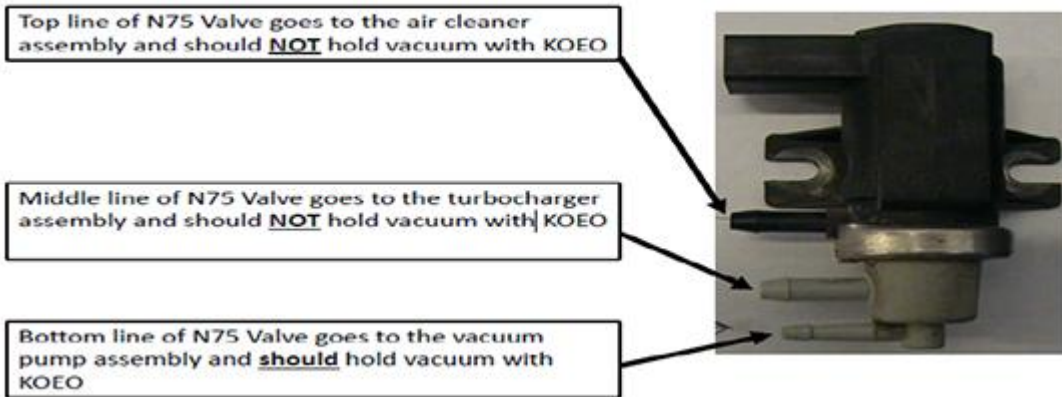 Top line of N75 Valve goes to the air cleaner
assembly and should NOT hold vacuum with KOEO
Middle line of N75 Valve goes to the turbocharger
assembly and should NOT hold vacuum with KOEO
Bottom line of N75 Valve goes to the vacuum
pump assembly and should hold vacuum with
KOEO